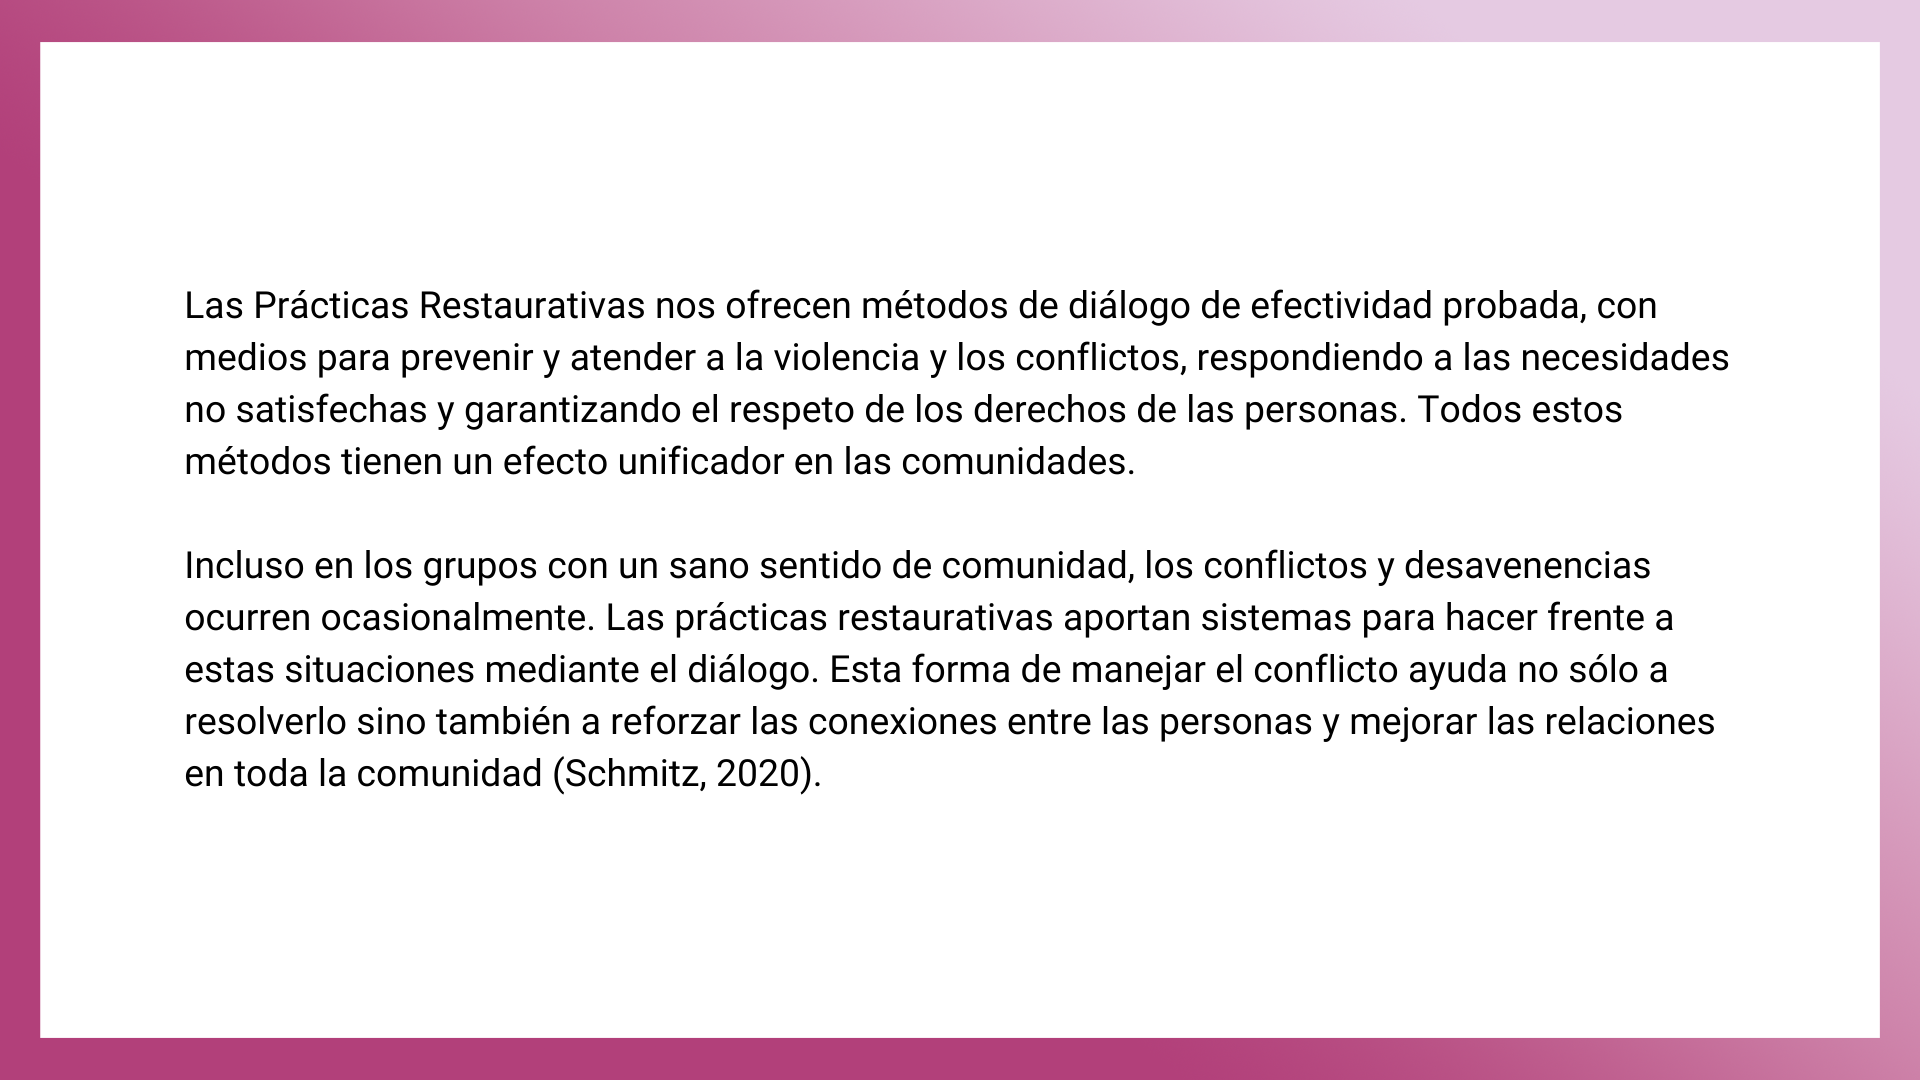 Las Prácticas Restaurativas nos ofrecen métodos de diálogo de efectividad probada, con
medios para prevenir y atender a la violencia y los conflictos, respondiendo a las necesidades
no satisfechas y garantizando el respeto de los derechos de las personas. Todos estos
métodos tienen un efecto unificador en las comunidades.
Incluso en los grupos con un sano sentido de comunidad, los conflictos y desavenencias
ocurren ocasionalmente. Las prácticas restaurativas aportan sistemas para hacer frente a
estas situaciones mediante el diálogo. Esta forma de manejar el conflicto ayuda no sólo a
resolverlo sino también a reforzar las conexiones entre las personas y mejorar las relaciones
en toda la comunidad (Schmitz, 2020).